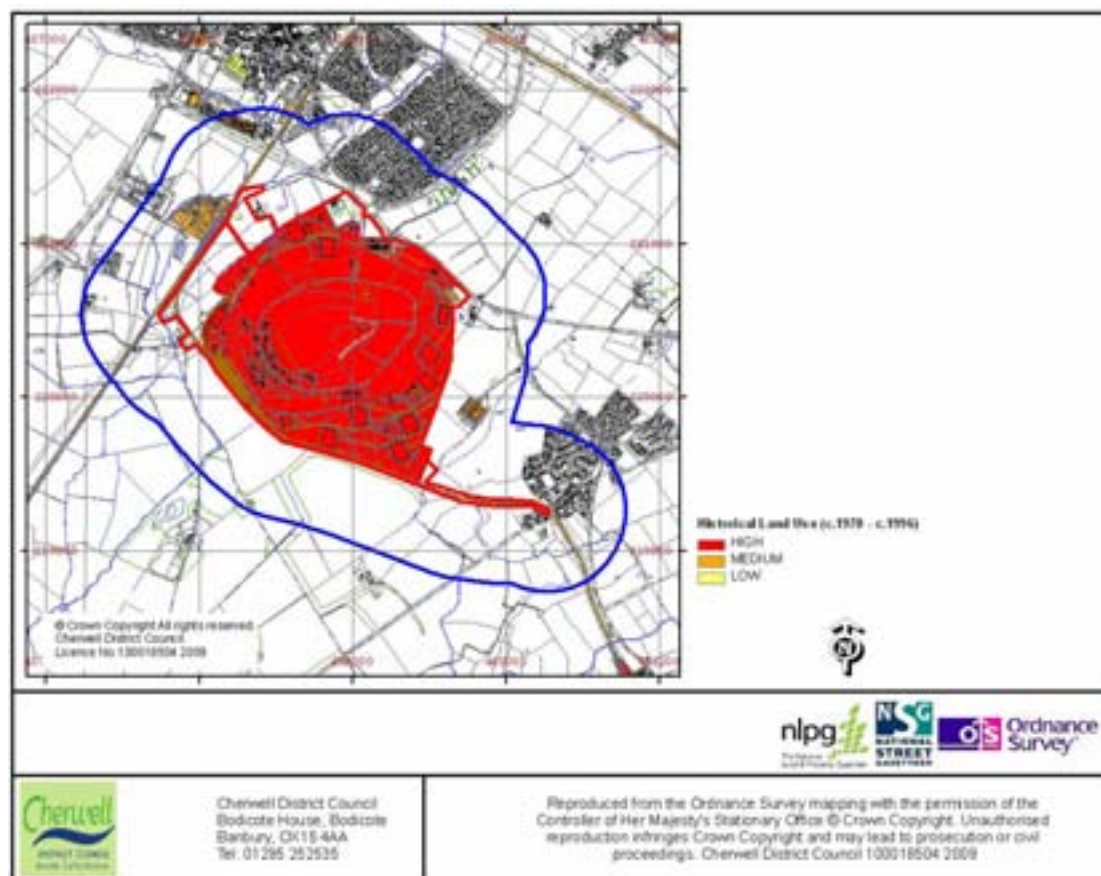 Historical Land Use (c.1970 - c.1996)
HIGH
MEDIUM
LOW
© Crown Copyright All rights reserved.
Cherwell District Council
Licence No 100018504 2009
nlpg
NSG
NATIONAL
STREET
GAZETTEER
OS
Ordnance
Survey
Cherwell
DISTRICT COUNCIL
Cherwell District Council
Bodicote House, Bodicote
Banbury, OX15 4AA
Tel. 01295 252535
Reproduced from the Ordnance Survey mapping with the permission of the
Controller of Her Majesty's Stationary Office © Crown Copyright. Unauthorised
reproduction infringes Crown Copyright and may lead to prosecution or civil
proceedings. Cherwell District Council 100018504 2009